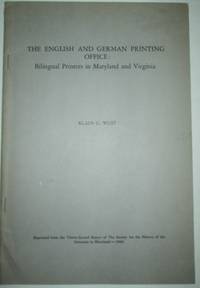 THE ENGLISH AND GERMAN PRINTING
OFFICE:
Bilingual Printers in Maryland and Virginia
KLAUS G. WUST
Reprinted from the Thirty-Second Report of The Society for the History of the
Germans in Maryland